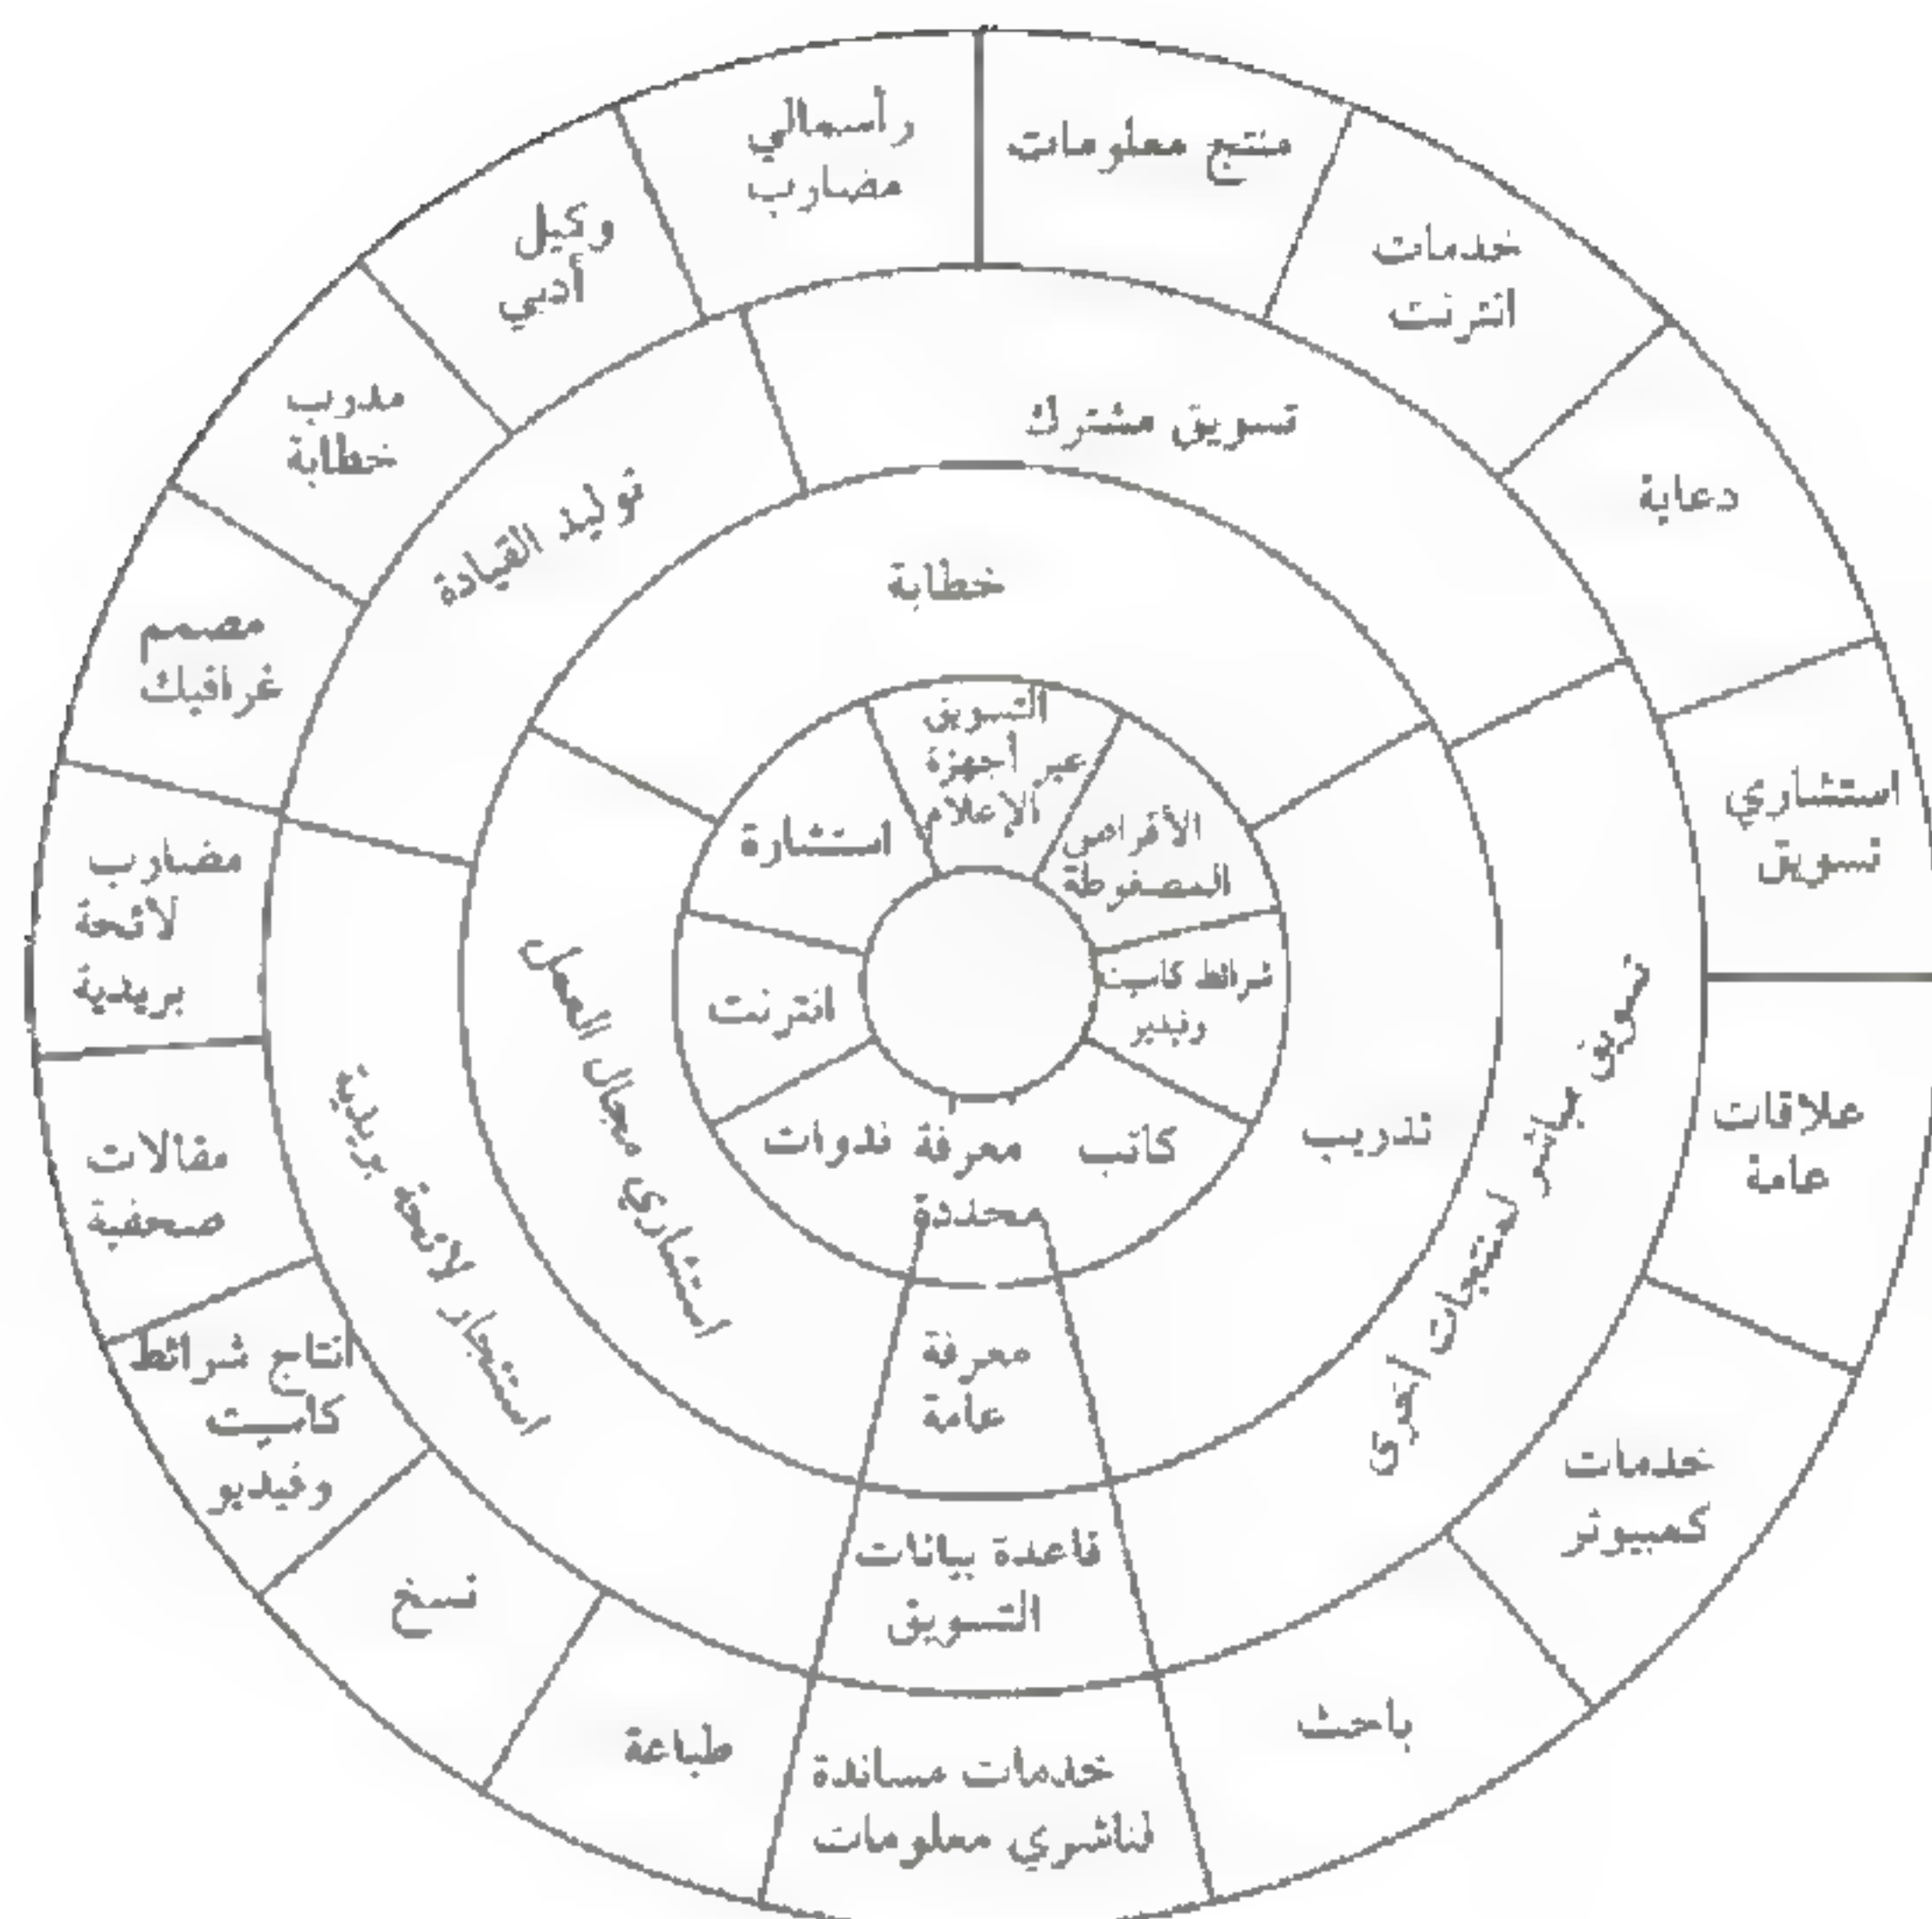 منتج معلومات
خدمات
انترنت
دعاية
استشاري
تسويق
علاقات
عامة
خدمات
كمبيوتر
باحث
خدمات مساندة
لناشري معلومات
طباعة
نسخ
انتاج شرائط
كاسيت
وفيديو
مقالات
صحفية
مضارب
لائحة
بريدية
مصمم
غرافيك
مدرب
خطابة
وكيل
أدبي
رأسمالي
مضارب
تسويق مشترك
تسويق
أخرى
قاعدة بيانات
التسويق
استئجار لائحة بريدية
توليد القيادة
خطابة
تدريب
معرفة
عامة
استشاري مجال العمل
التسويق
عبر أجهزة
الإعلام
الأقراص
المضغوطة
شرائط كاسيت
وفيديو
كاتب
معرفة
محددة
ندوات
انترنت
استشارة